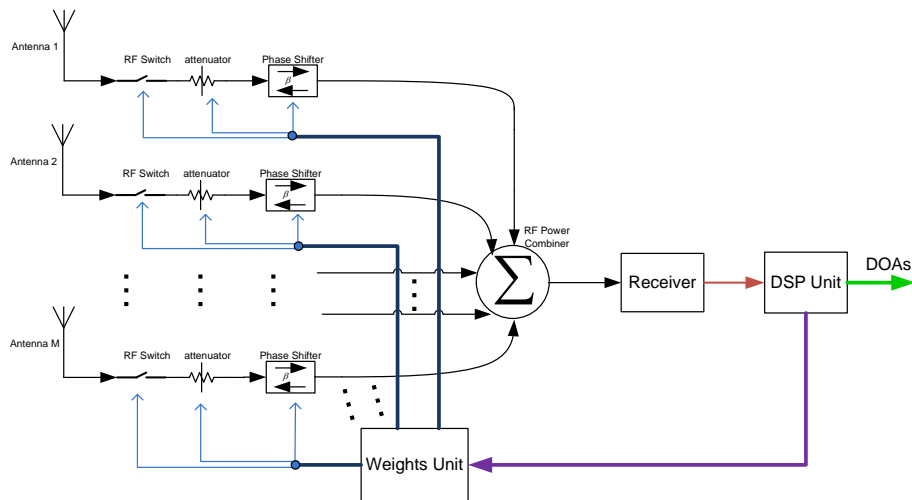 Antenna 1
RF Switch
attenuator
Phase Shifter
β
Antenna 2
RF Switch
attenuator
Phase Shifter
β
RF Power
Combiner
Σ
Receiver
DSP Unit
DOAs
Antenna M
RF Switch
attenuator
Phase Shifter
β
Weights Unit